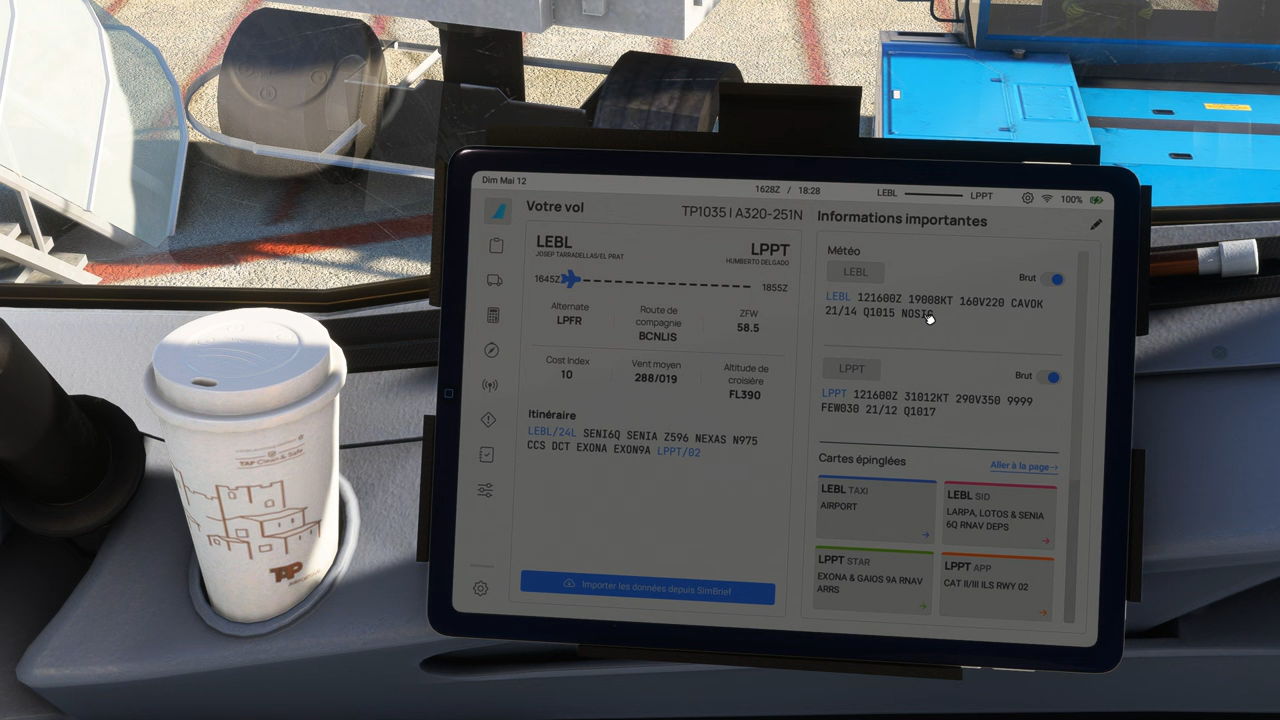 Dim Mai 12
1628Z / 18:28
LEBL LPPT
100%
Votre vol
TP1035 | A320-251N
LEBL
JOSEP TARRADELLAS/EL PRAT
LPPT
HUMBERTO DELGADO
1645Z
1855Z
Alternate
LPFR
Route de
compagnie
BCNLIS
ZFW
58.5
Cost Index
10
Vent moyen
288/019
Altitude de
croisière
FL390
Itinéraire
LEBL/24L SENI6Q SENIA Z596 NEXAS N975
CCS DCT EXONA EXON9A LPPT/02
Importer les données depuis SimBrief
Informations importantes
Météo
LEBL
Brut
LEBL 121600Z 19008KT 160V220 CAVOK
21/14 Q1015 NOSIG
LPPT
Brut
LPPT 121600Z 31012KT 290V350 9999
FEW030 21/12 Q1017
Cartes épinglées
Aller à la page
LEBL TAXI
AIRPORT
LEBL SID
LARPA, LOTOS & SENIA
6Q RNAV DEPS
LPPT STAR
EXONA & GAIOS 9A RNAV
ARRS
LPPT APP
CAT II/III ILS RWY 02
TAP Clean & Safe
TAP